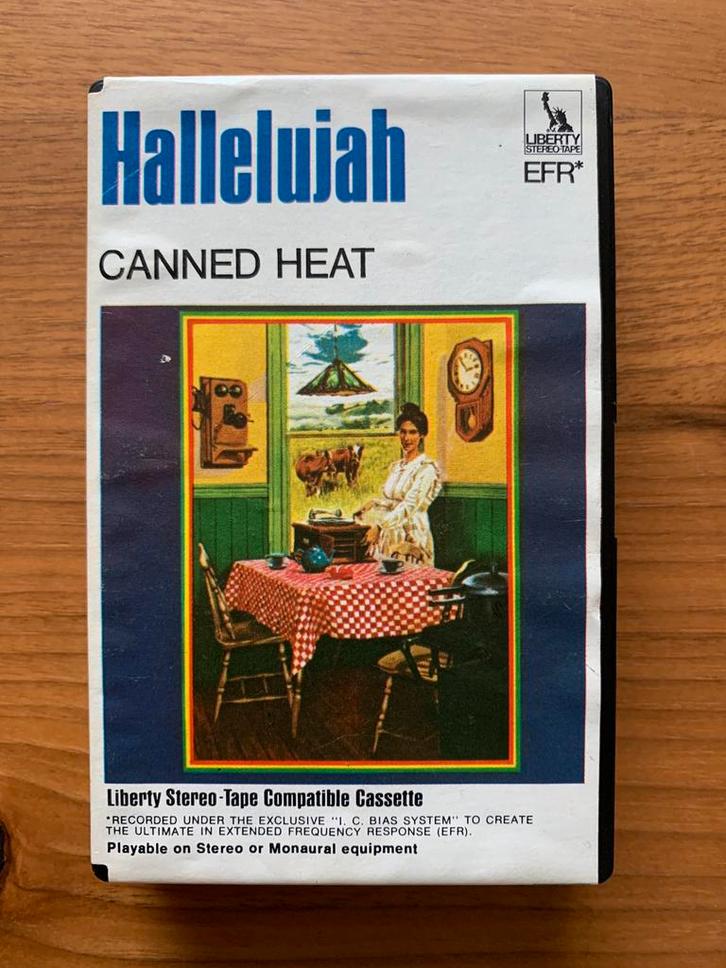 Hallelujah
LIBERTY
STEREO-TAPE
EFR*
CANNED HEAT
Liberty Stereo-Tape Compatible Cassette
*RECORDED UNDER THE EXCLUSIVE "I. C. BIAS SYSTEM" TO CREATE
THE ULTIMATE IN EXTENDED FREQUENCY RESPONSE (EFR).
Playable on Stereo or Monaural equipment